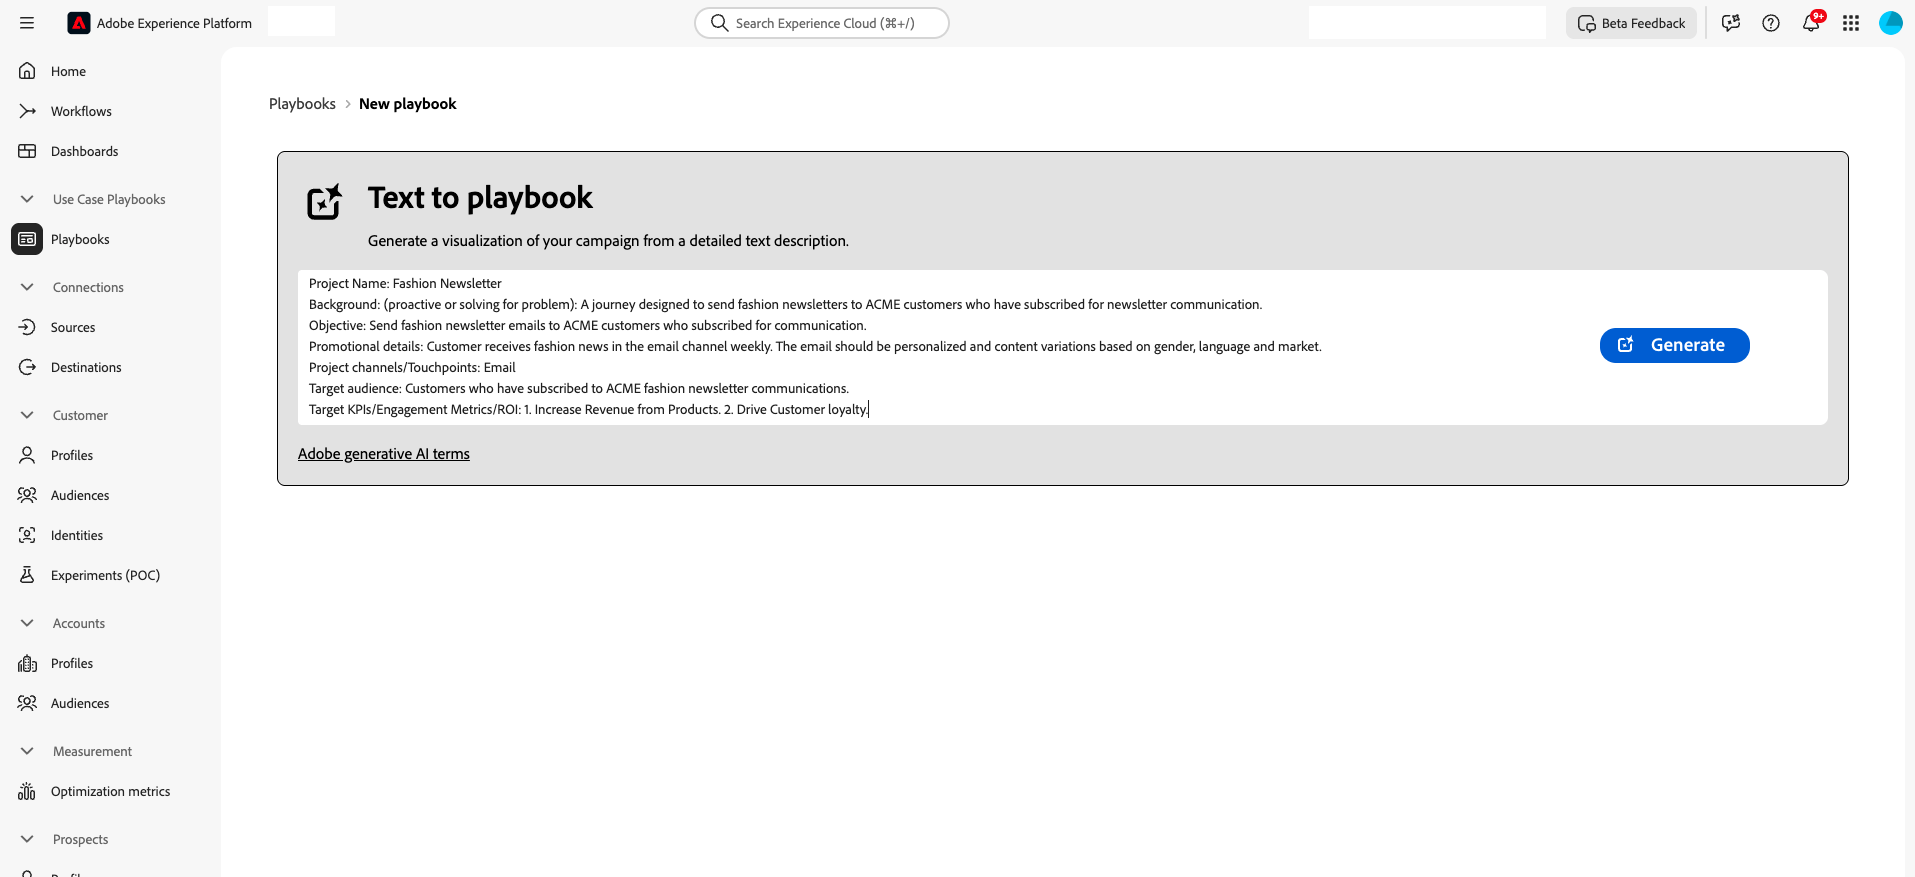 Adobe Experience Platform
Search Experience Cloud (⌘+/)
Beta Feedback
9+
Home
Workflows
Dashboards
Use Case Playbooks
Playbooks
Connections
Sources
Destinations
Customer
Profiles
Audiences
Identities
Experiments (POC)
Accounts
Profiles
Audiences
Measurement
Optimization metrics
Prospects
Playbooks > New playbook
Text to playbook
Generate a visualization of your campaign from a detailed text description.
Project Name: Fashion Newsletter
Background: (proactive or solving for problem): A journey designed to send fashion newsletters to ACME customers who have subscribed for newsletter communication.
Objective: Send fashion newsletter emails to ACME customers who subscribed for communication.
Promotional details: Customer receives fashion news in the email channel weekly. The email should be personalized and content variations based on gender, language and market.
Project channels/Touchpoints: Email
Target audience: Customers who have subscribed to ACME fashion newsletter communications.
Target KPIs/Engagement Metrics/ROI: 1. Increase Revenue from Products. 2. Drive Customer loyalty.
Generate
Adobe generative AI terms